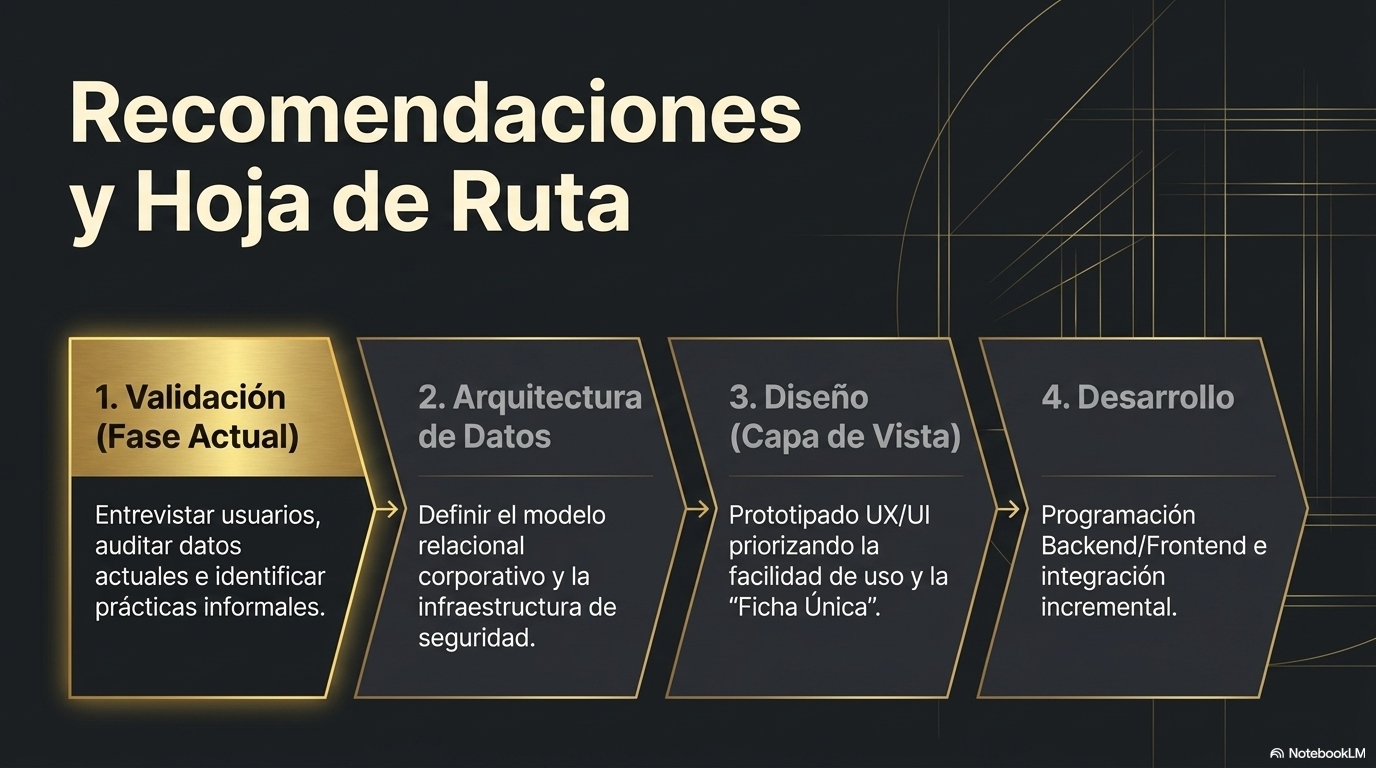 Recomendaciones
y Hoja de Ruta
1. Validación
(Fase Actual)
Entrevistar usuarios,
auditar datos
actuales e identificar
prácticas informales.
2. Arquitectura
de Datos
Definir el modelo
relacional
corporativo y la
infraestructura de
seguridad.
3. Diseño
(Capa de Vista)
Prototipado UX/UI
priorizando la
facilidad de uso y la
“Ficha Única”.
4. Desarrollo
Programación
Backend/Frontend e
integración
incremental.
NotebookLM